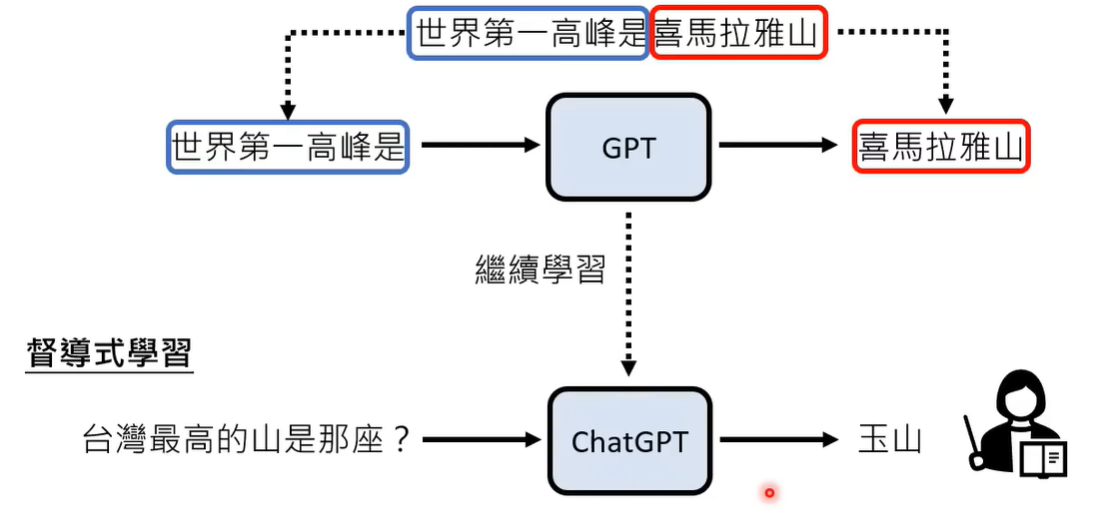 世界第一高峰是喜馬拉雅山
世界第一高峰是
GPT
喜馬拉雅山
繼續學習
督導式學習
台灣最高的山是那座？
ChatGPT
玉山